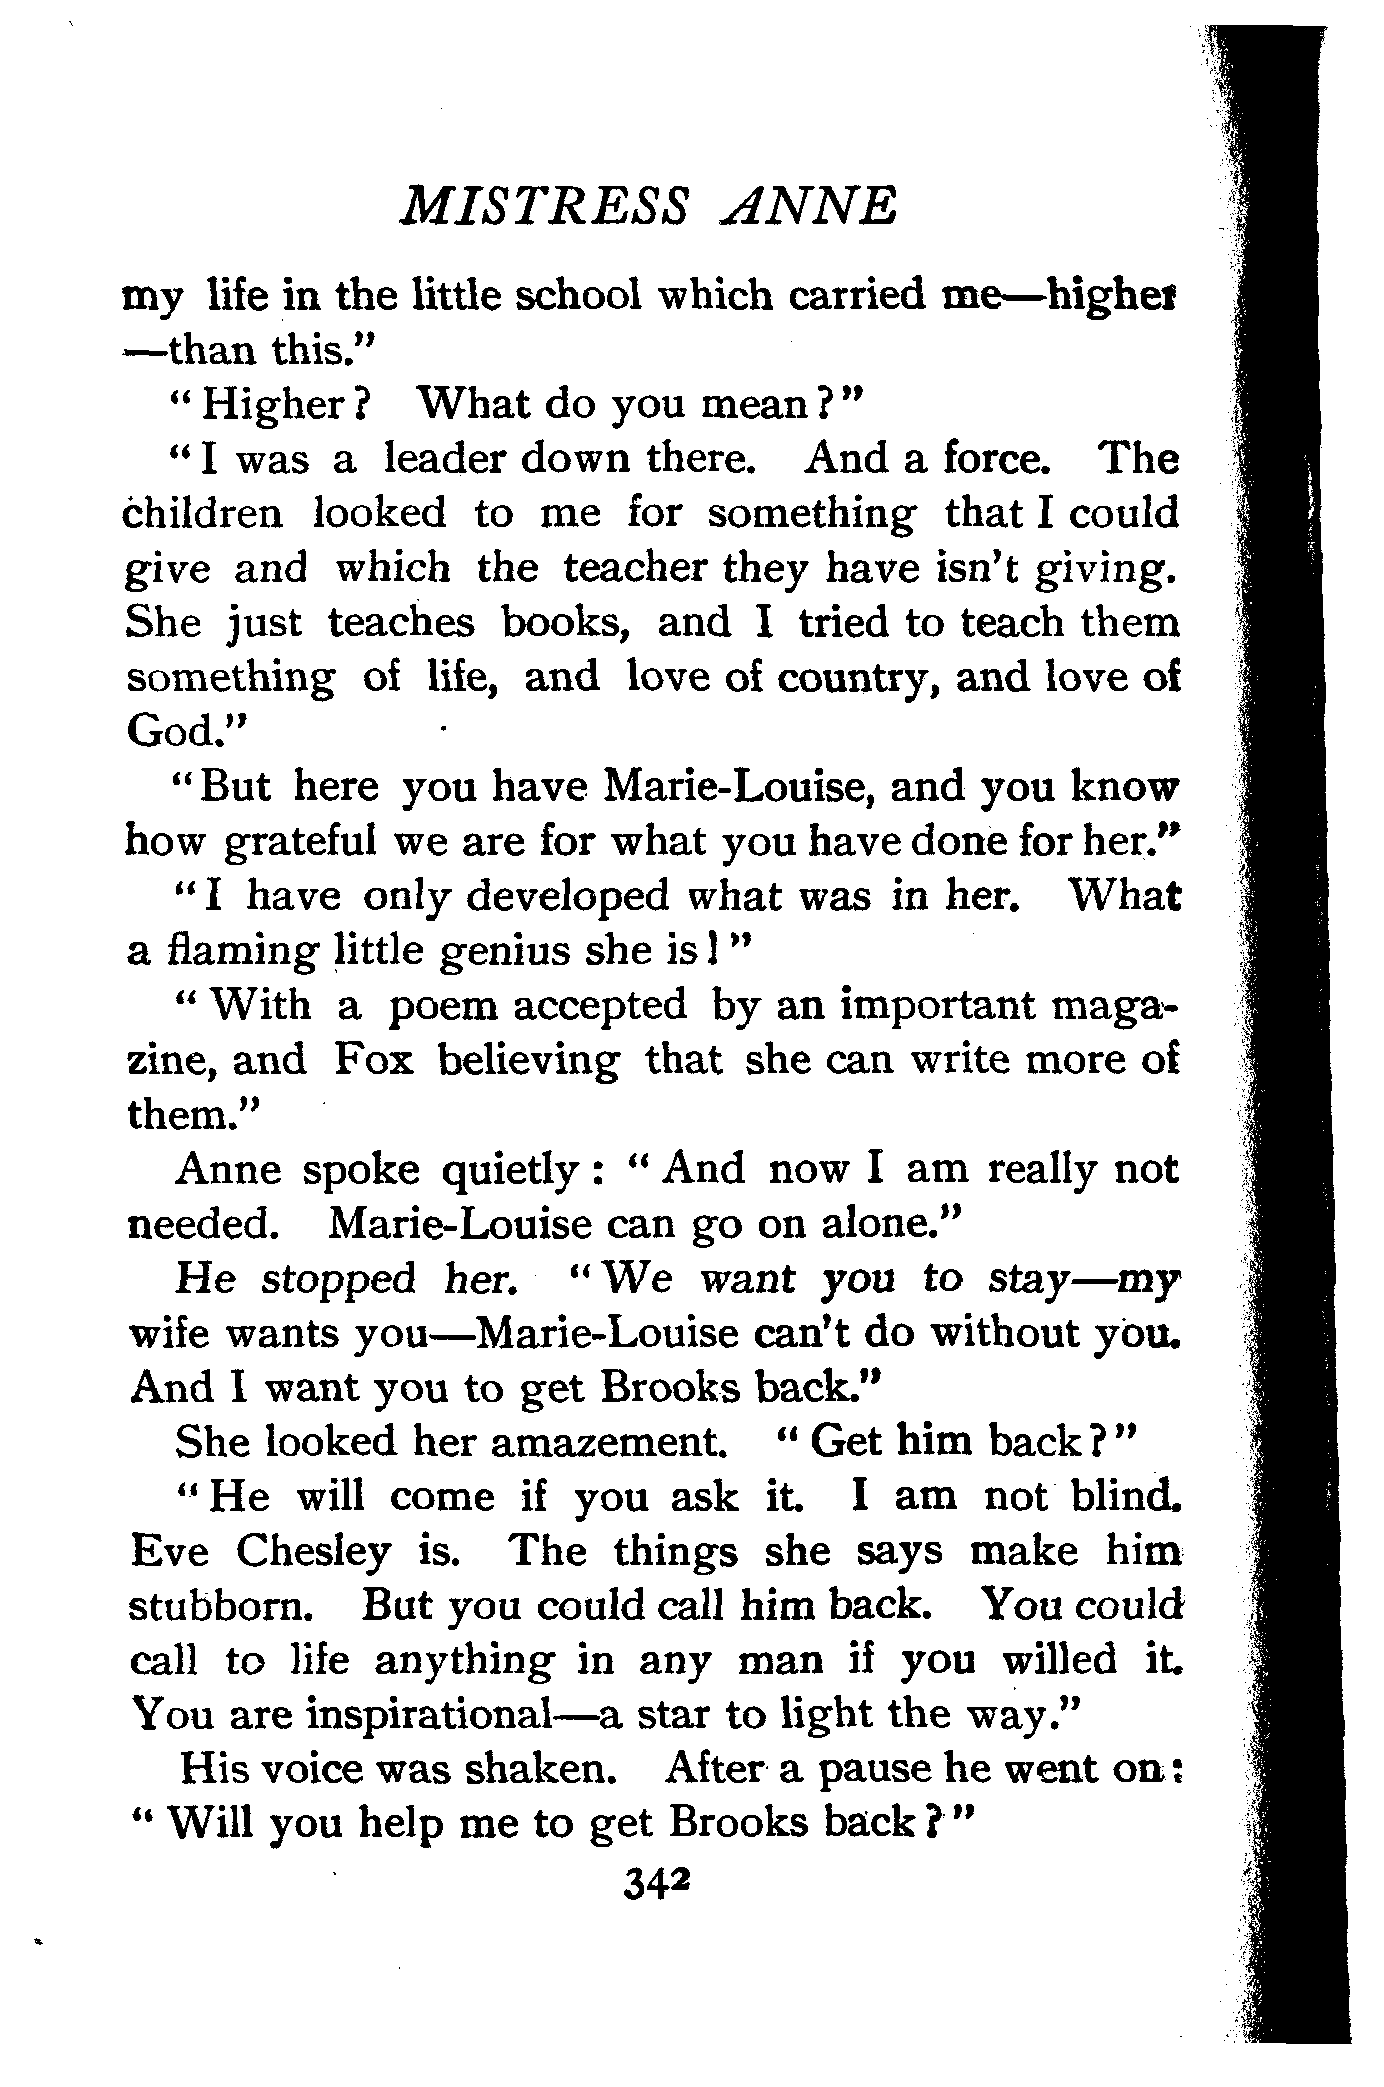 MISTRESS ANNE
my life in the little school which carried me—higher
—than this."
"Higher? What do you mean?"
"I was a leader down there. And a force. The
children looked to me for something that I could
give and which the teacher they have isn't giving.
She just teaches books, and I tried to teach them
something of life, and love of country, and love of
God."
"But here you have Marie-Louise, and you know
how grateful we are for what you have done for her."
"I have only developed what was in her. What
a flaming little genius she is!"
"With a poem accepted by an important maga-
zine, and Fox believing that she can write more of
them."
Anne spoke quietly: "And now I am really not
needed. Marie-Louise can go on alone."
He stopped her. "We want you to stay—my
wife wants you—Marie-Louise can't do without you.
And I want you to get Brooks back."
She looked her amazement. "Get him back?"
"He will come if you ask it. I am not blind.
Eve Chesley is. The things she says make him
stubborn. But you could call him back. You could
call to life anything in any man if you willed it.
You are inspirational—a star to light the way."
His voice was shaken. After a pause he went on:
"Will you help me to get Brooks back?"
342